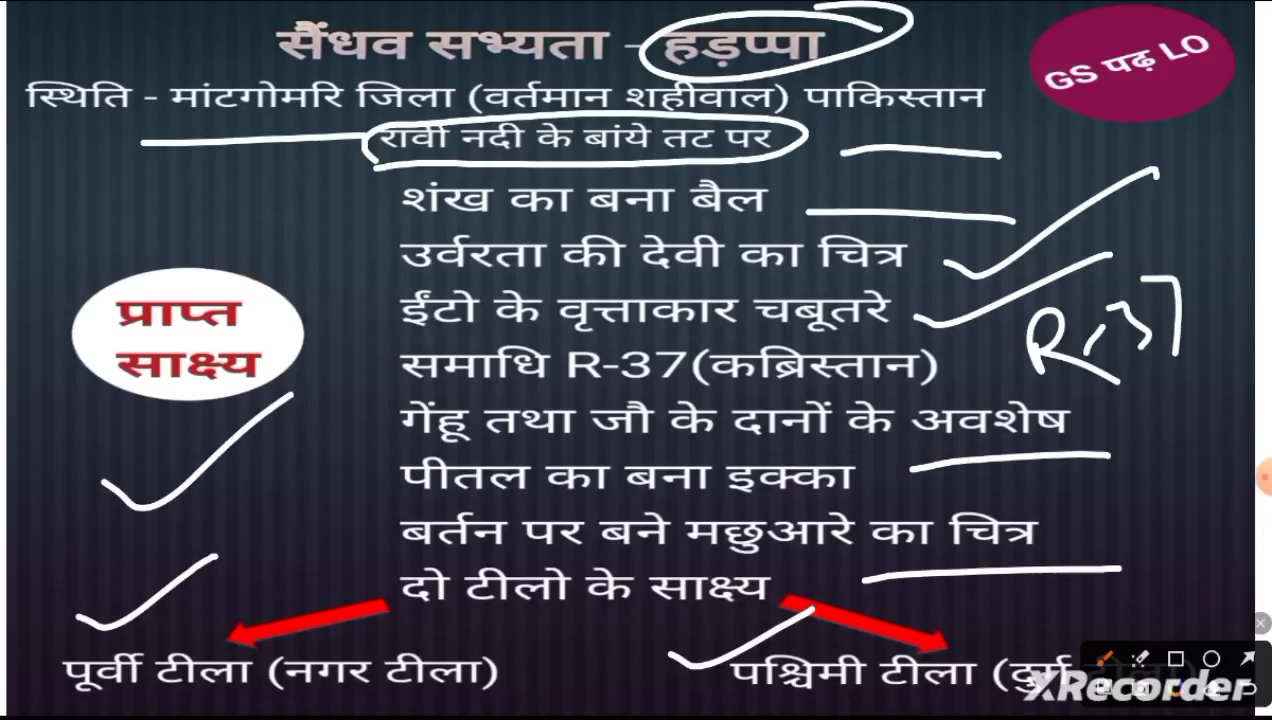 सैंधव सभ्यता - हड़प्पा
GS पढ़ LO
स्थिति - मांटगोमरि जिला (वर्तमान शहीवाल) पाकिस्तान
रावी नदी के बांये तट पर
शंख का बना बैल
उर्वरता की देवी का चित्र
ईंटो के वृत्ताकार चबूतरे
R-37
प्राप्त
साक्ष्य
समाधि R-37(कब्रिस्तान)
गेंहू तथा जौ के दानों के अवशेष
पीतल का बना इक्का
बर्तन पर बने मछुआरे का चित्र
दो टीलो के साक्ष्य
पूर्वी टीला (नगर टीला)
पश्चिमी टीला (दुर्ग
XRecorder